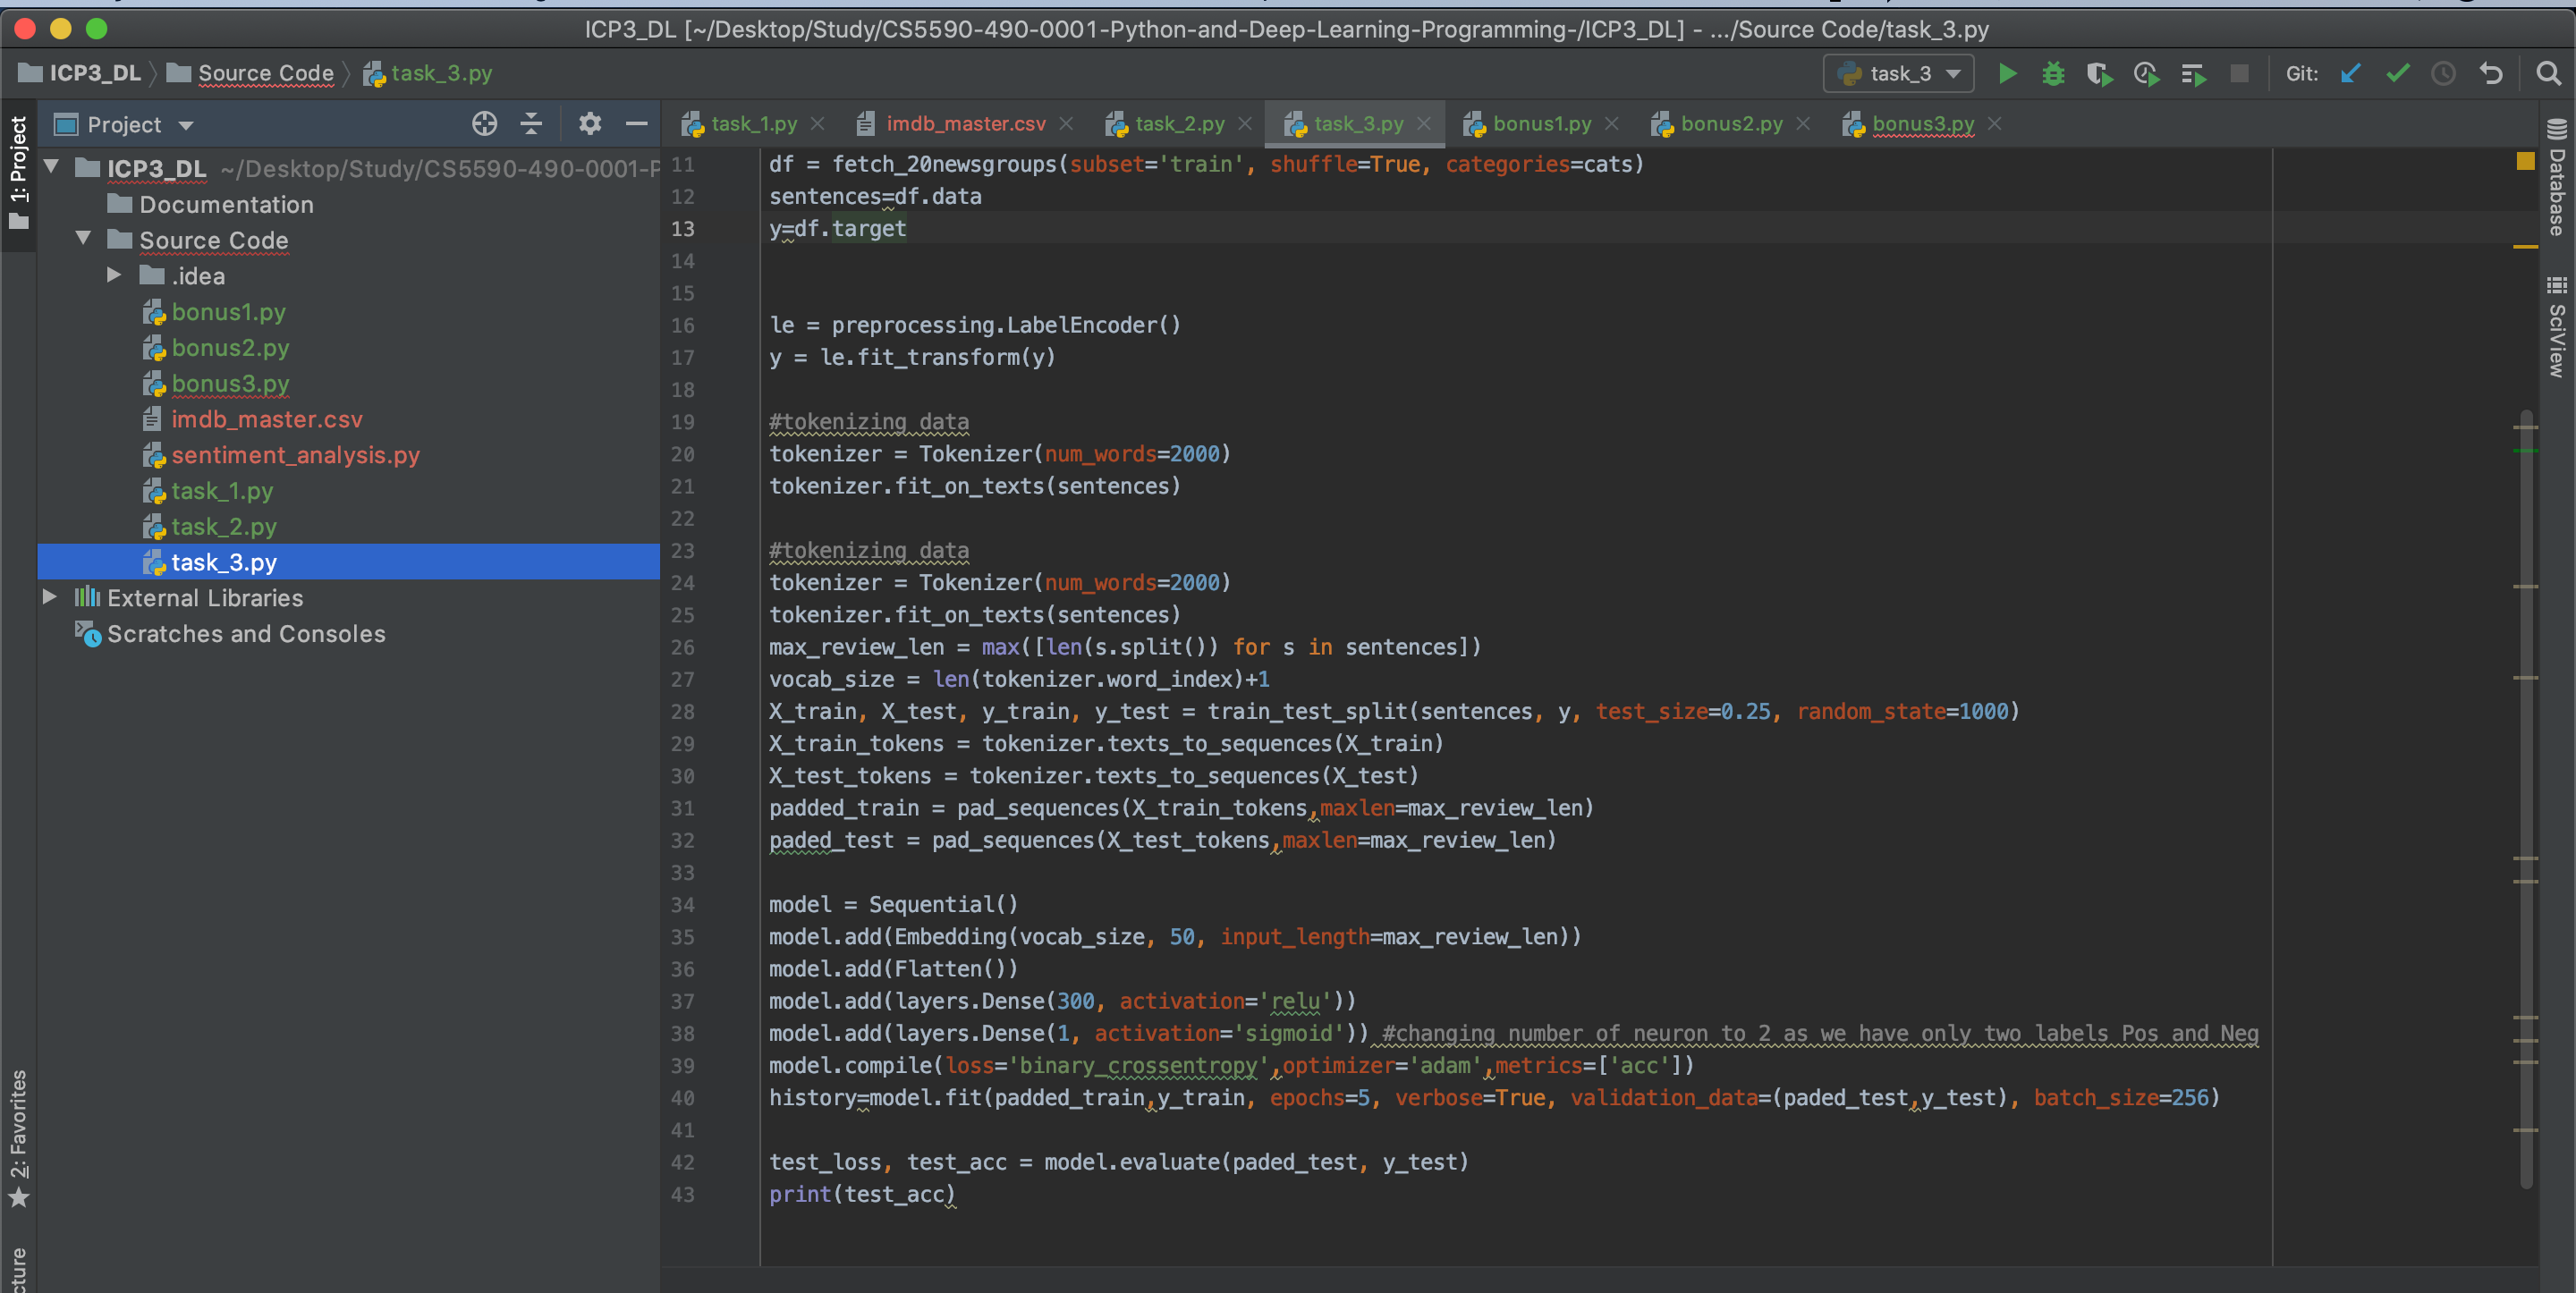 ICP3_DL [~/Desktop/Study/CS5590-490-0001-Python-and-Deep-Learning-Programming-/ICP3_DL] - .../Source Code/task_3.py
ICP3_DL Source Code task_3.py
task_3
Git:
1: Project
Project
task_1.py
imdb_master.csv
task_2.py
task_3.py
bonus1.py
bonus2.py
bonus3.py
ICP3_DL ~/Desktop/Study/CS5590-490-0001-P
Documentation
Source Code
.idea
bonus1.py
bonus2.py
bonus3.py
imdb_master.csv
sentiment_analysis.py
task_1.py
task_2.py
task_3.py
External Libraries
Scratches and Consoles
2: Favorites
cture
11 df = fetch_20newsgroups(subset='train', shuffle=True, categories=cats)
12 sentences=df.data
13 y=df.target
14
15
16 le = preprocessing.LabelEncoder()
17 y = le.fit_transform(y)
18
19 #tokenizing data
20 tokenizer = Tokenizer(num_words=2000)
21 tokenizer.fit_on_texts(sentences)
22
23 #tokenizing data
24 tokenizer = Tokenizer(num_words=2000)
25 tokenizer.fit_on_texts(sentences)
26 max_review_len = max([len(s.split()) for s in sentences])
27 vocab_size = len(tokenizer.word_index)+1
28 X_train, X_test, y_train, y_test = train_test_split(sentences, y, test_size=0.25, random_state=1000)
29 X_train_tokens = tokenizer.texts_to_sequences(X_train)
30 X_test_tokens = tokenizer.texts_to_sequences(X_test)
31 padded_train = pad_sequences(X_train_tokens,maxlen=max_review_len)
32 paded_test = pad_sequences(X_test_tokens,maxlen=max_review_len)
33
34 model = Sequential()
35 model.add(Embedding(vocab_size, 50, input_length=max_review_len))
36 model.add(Flatten())
37 model.add(layers.Dense(300, activation='relu'))
38 model.add(layers.Dense(1, activation='sigmoid')) #changing number of neuron to 2 as we have only two labels Pos and Neg
39 model.compile(loss='binary_crossentropy',optimizer='adam',metrics=['acc'])
40 history=model.fit(padded_train,y_train, epochs=5, verbose=True, validation_data=(paded_test,y_test), batch_size=256)
41
42 test_loss, test_acc = model.evaluate(paded_test, y_test)
43 print(test_acc)
Database
SciView